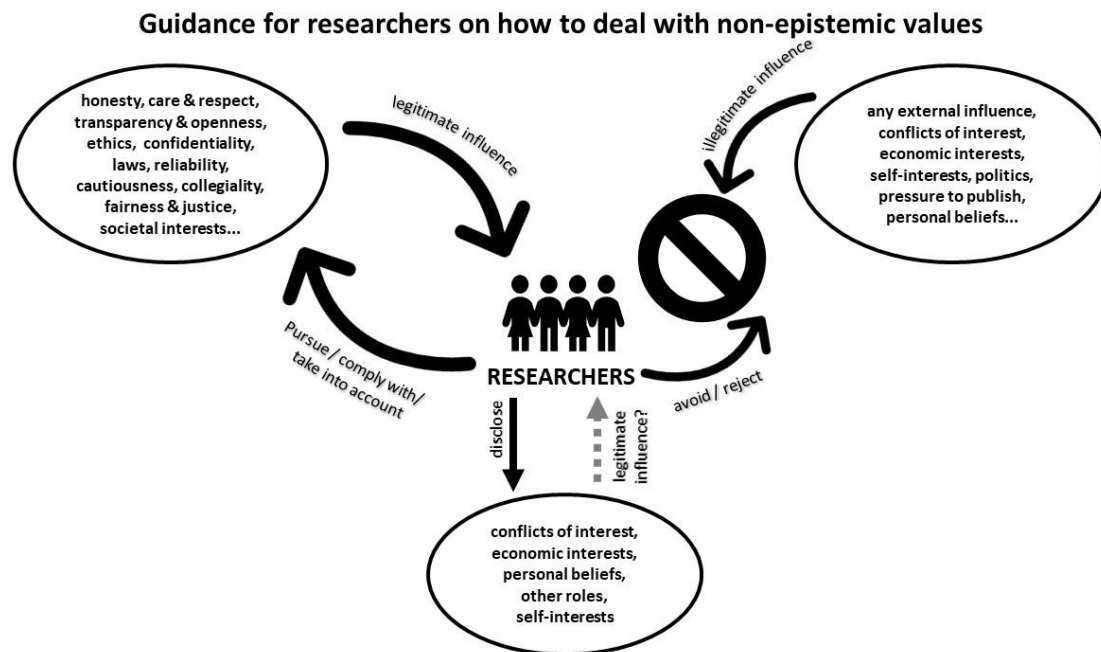 Guidance for researchers on how to deal with non-epistemic values
honesty, care & respect,
transparency & openness,
ethics, confidentiality,
laws, reliability,
cautiousness, collegiality,
fairness & justice,
societal interests...
legitimate influence
illegitimate influence
any external influence,
conflicts of interest,
economic interests,
self-interests, politics,
pressure to publish,
personal beliefs...
Pursue / comply with/
take into account
RESEARCHERS
avoid / reject
disclose
legitimate
influence?
conflicts of interest,
economic interests,
personal beliefs,
other roles,
self-interests